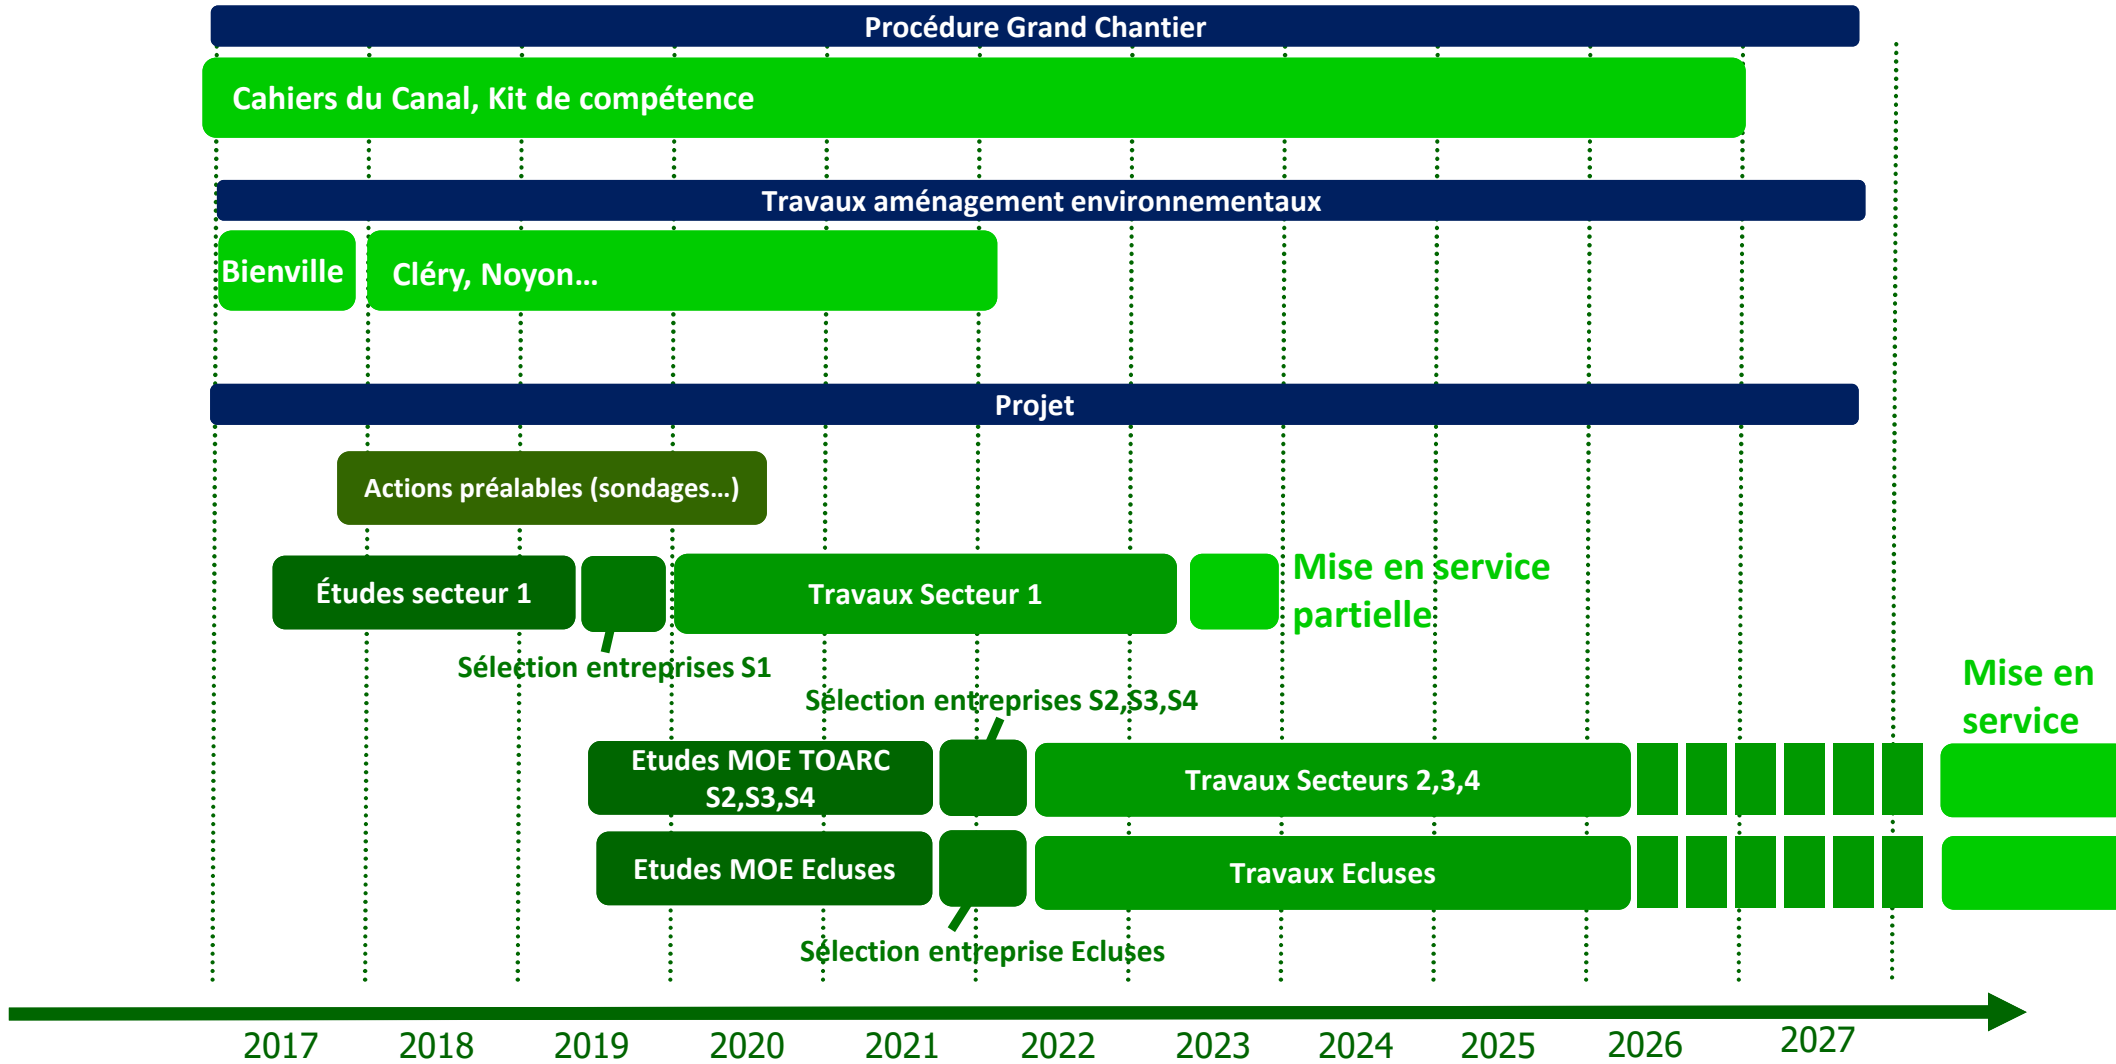 Procédure Grand Chantier
Cahiers du Canal, Kit de compétence
Travaux aménagement environnementaux
Bienville
Cléry, Noyon…
Projet
Actions préalables (sondages…)
Études secteur 1
Travaux Secteur 1
Mise en service
partielle
Sélection entreprises S1
Sélection entreprises S2,S3,S4
Mise en
service
Etudes MOE TOARC
S2,S3,S4
Travaux Secteurs 2,3,4
Etudes MOE Ecluses
Travaux Ecluses
Sélection entreprise Ecluses
2017 2018 2019 2020 2021 2022 2023 2024 2025 2026 2027